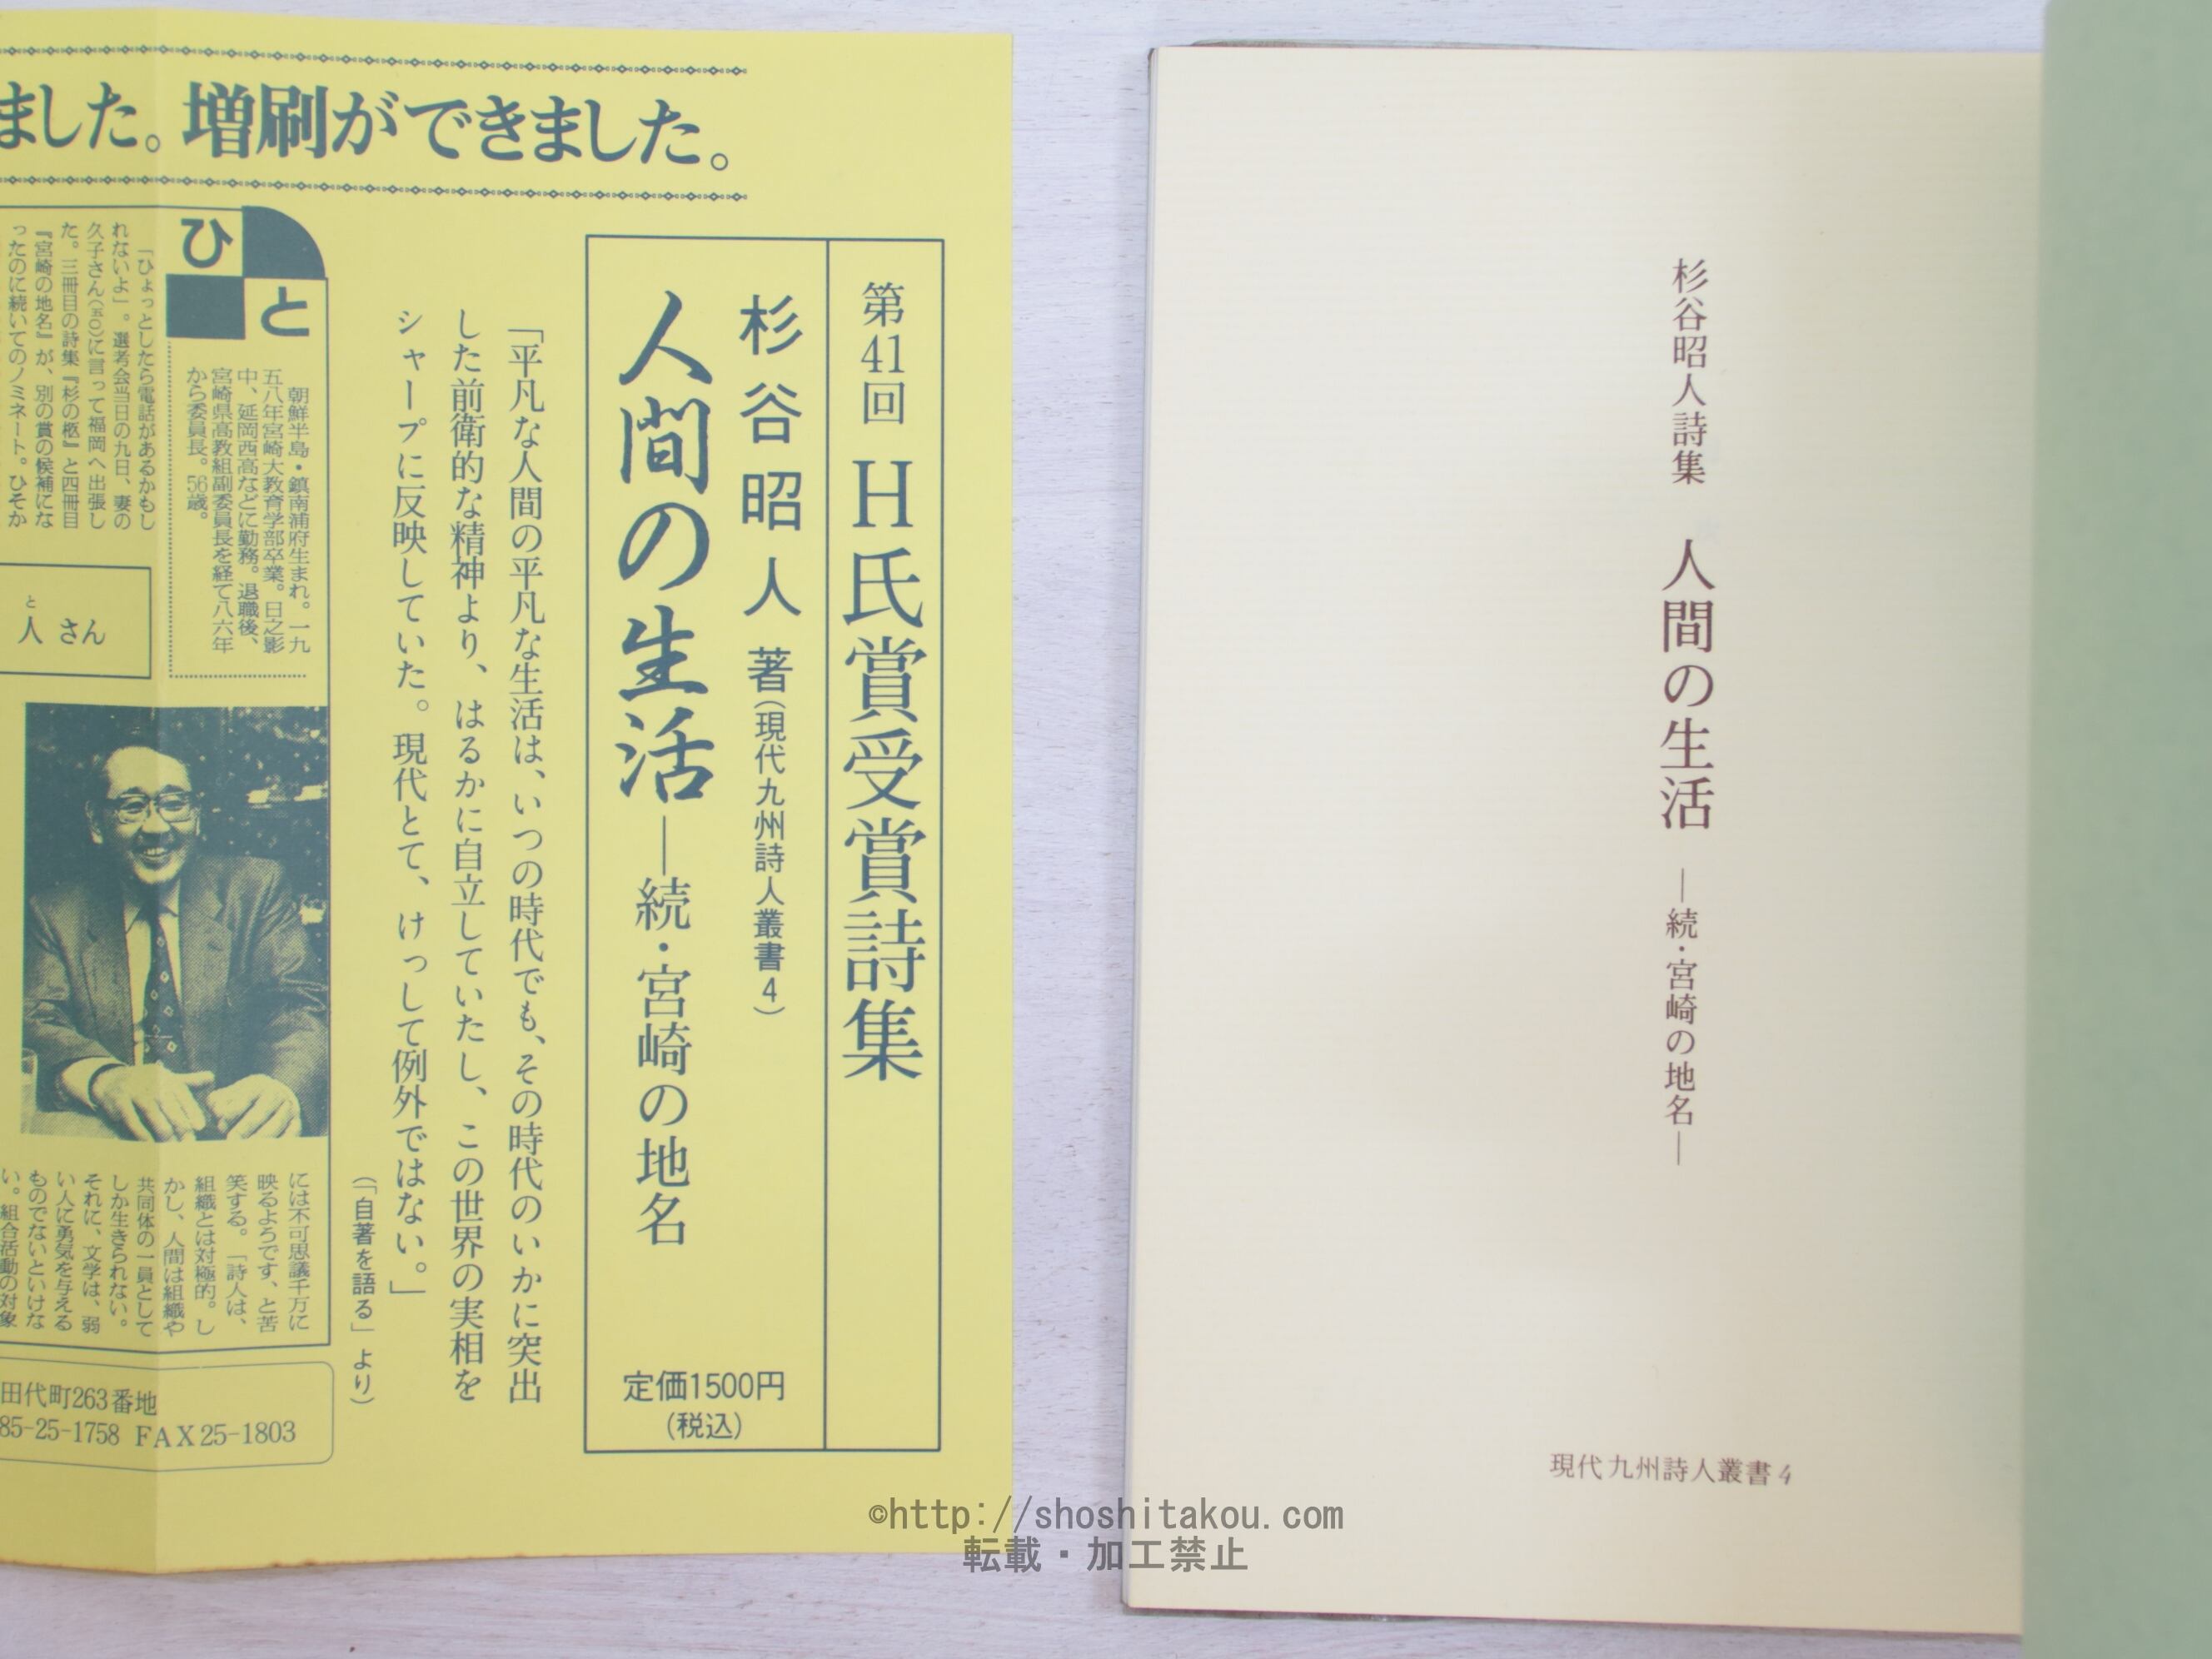 ました。増刷ができました。
第41回 H氏賞受賞詩集
杉谷昭人 著(現代九州詩人叢書4)
人間の生活―続・宮崎の地名
定価1500円
(税込)
「平凡な人間の平凡な生活は、いつの時代でも、その時代のいかに突出
した前衛的な精神より、はるかに自立していたし、この世界の実相を
シャープに反映していた。現代とて、けっして例外ではない。」
(「自著を語る」より)
ひと
朝鮮半島・鎮南浦府生まれ。一九
五八年宮崎大教育学部卒業。日之影
中、延岡西高などに勤務。退職後、
宮崎県高教組副委員長を経て八六年
から委員長。56歳。
「ひょっとしたら電話があるかもし
れないよ」。選考会当日の九日、妻の
久子さん(五〇)に言って福岡へ出張し
た。三冊目の詩集『杉の柩』と四冊目
『宮崎の地名』が、別の賞の候補にな
ったのに続いてのノミネート。ひそか
と
人 さん
には不可思議千万に
映るようです、と苦
笑する。「詩人は、
組織とは対極的。し
かし、人間は組織や
共同体の一員として
しか生きられない。
それに、文学は、弱
い人に勇気を与える
ものでないといけな
い。組合活動の対象
田代町263番地
85-25-1758 FAX25-1803
杉谷昭人詩集 人間の生活 ―続・宮崎の地名―
現代九州詩人叢書4
©http://shoshitakou.com
転載・加工禁止